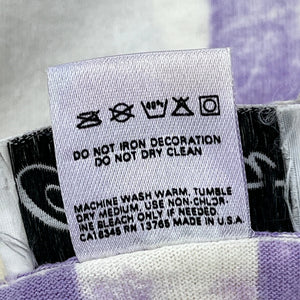 DO NOT IRON DECORATION
DO NOT DRY CLEAN
MACHINE WASH WARM, TUMBLE
DRY MEDIUM, USE NON-CHLOR.
INE BLEACH ONLY IF NEEDED.
CA16345 RN 13765 MADE IN U.S.A.